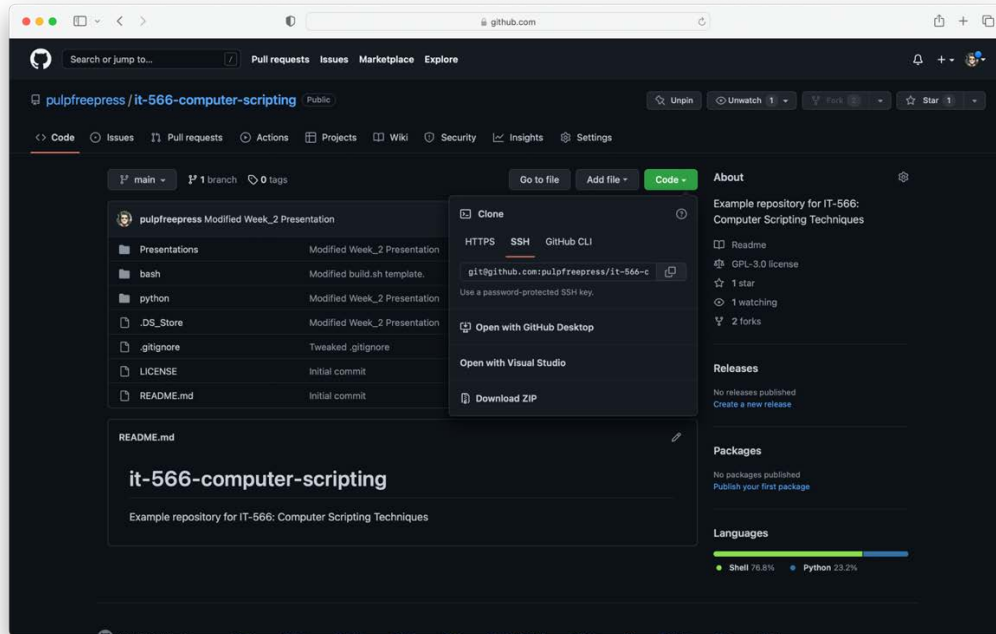 github.com
Search or jump to... / Pull requests Issues Marketplace Explore
pulpfreepress / it-566-computer-scripting Public
Unpin Unwatch 1 Fork Star 1
Code Issues Pull requests Actions Projects Wiki Security Insights Settings
main 1 branch 0 tags Go to file Add file Code
pulpfreepress Modified Week_2 Presentation
Presentations Modified Week_2 Presentation
bash Modified build.sh template.
python Modified Week_2 Presentation
.DS_Store Modified Week_2 Presentation
.gitignore Tweaked .gitignore
LICENSE Initial commit
README.md Initial commit
Clone
HTTPS SSH GitHub CLI
git@github.com:pulpfreepress/it-566-c
Use a password-protected SSH key.
Open with GitHub Desktop
Open with Visual Studio
Download ZIP
README.md
it-566-computer-scripting
Example repository for IT-566: Computer Scripting Techniques
About
Example repository for IT-566:
Computer Scripting Techniques
Readme
GPL-3.0 license
1 star
1 watching
2 forks
Releases
No releases published
Create a new release
Packages
No packages published
Publish your first package
Languages
Shell 76.8% Python 23.2%